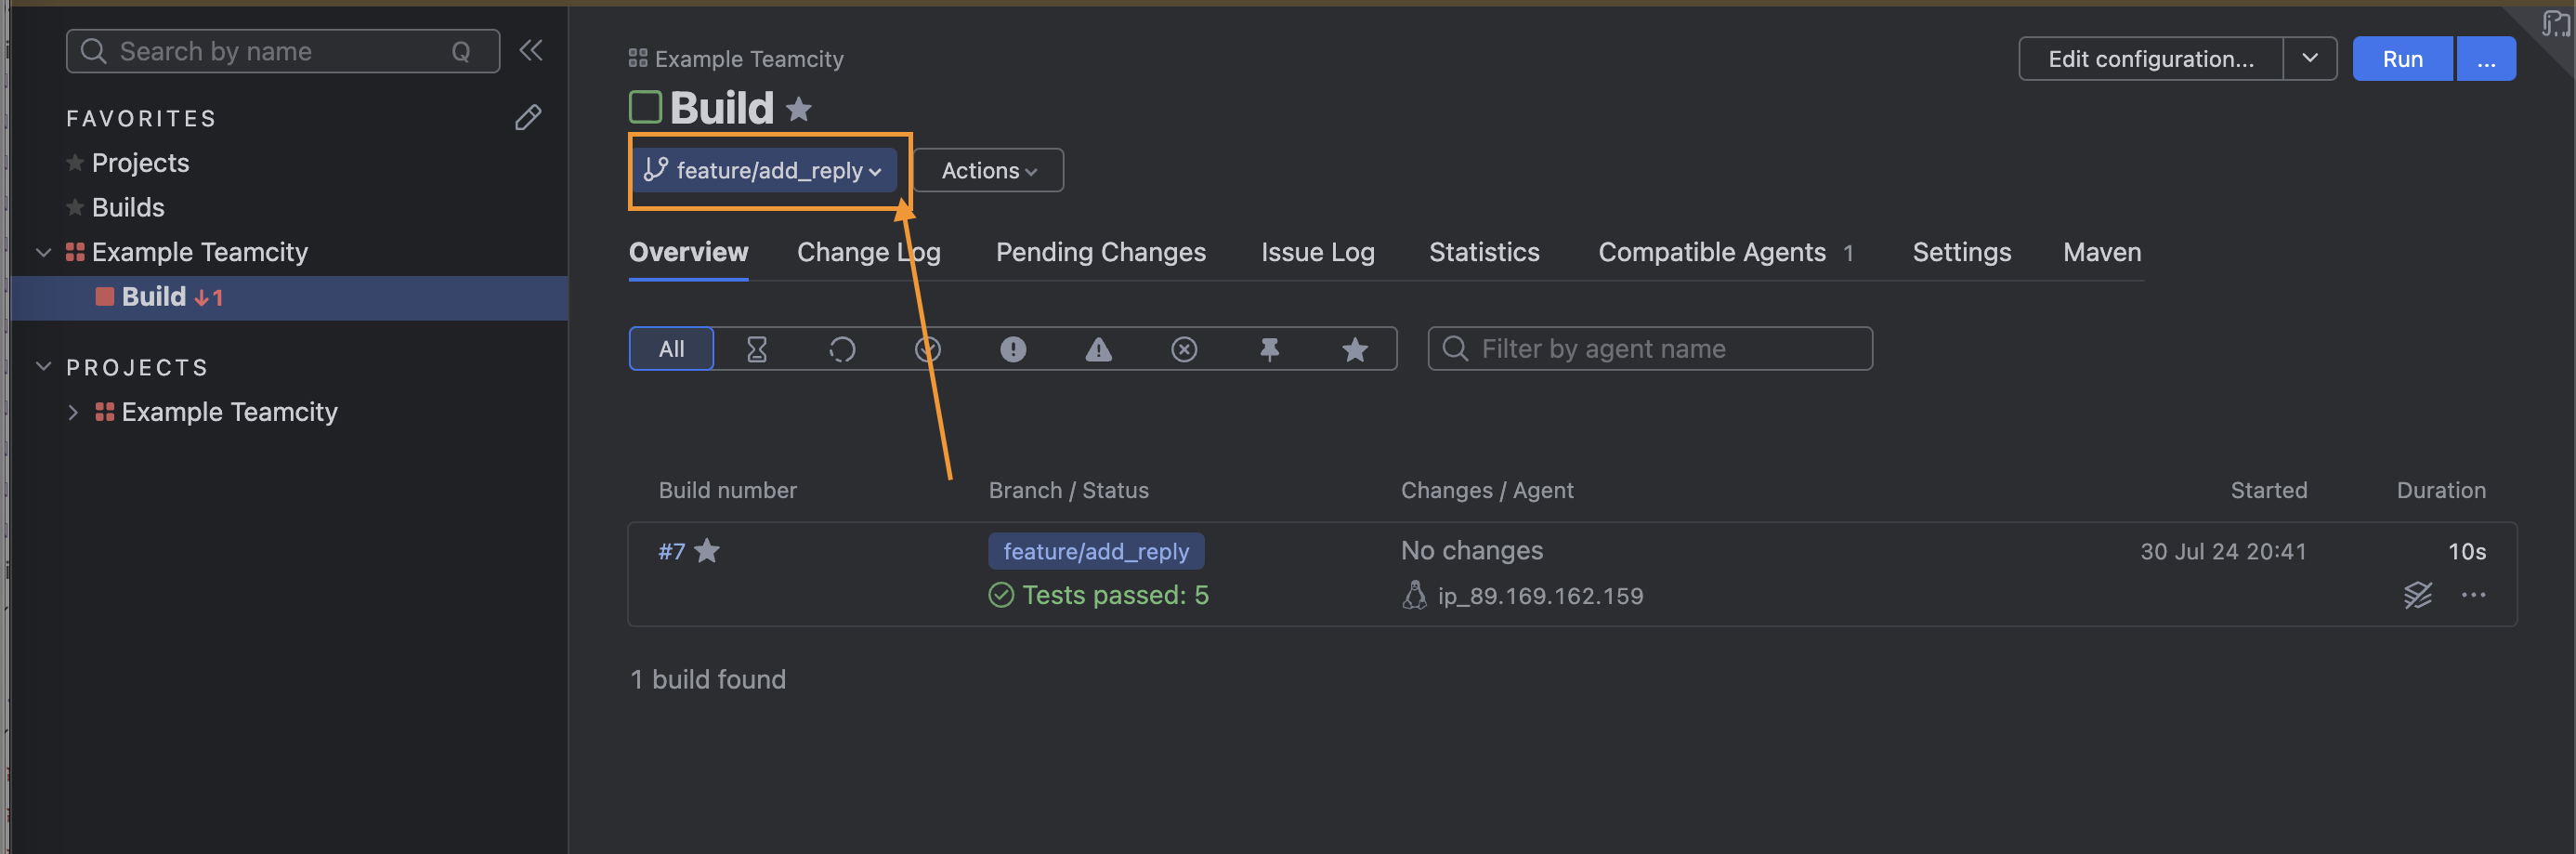 Search by name Q
FAVORITES
Projects
Builds
Example Teamcity
Build 1
PROJECTS
Example Teamcity
Example Teamcity
Edit configuration...
Run ...
Build
feature/add_reply
Actions
Overview Change Log Pending Changes Issue Log Statistics Compatible Agents 1 Settings Maven
All
Filter by agent name
Build number Branch / Status Changes / Agent Started Duration
#7 feature/add_reply No changes 30 Jul 24 20:41 10s
Tests passed: 5 ip_89.169.162.159
1 build found